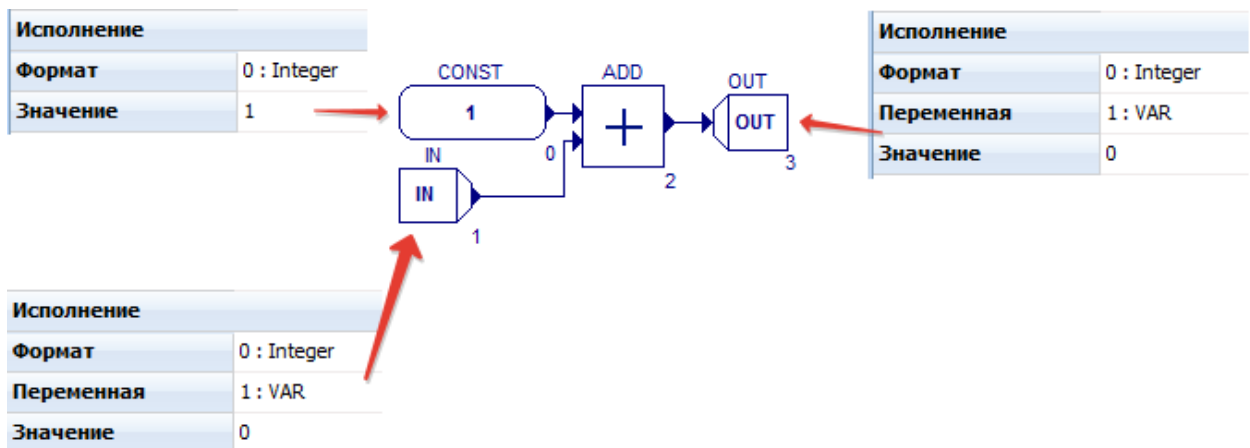 Исполнение
Формат 0 : Integer
Значение 1
CONST
1
0
IN
IN
1
ADD
+
2
OUT
OUT
3
Исполнение
Формат 0 : Integer
Переменная 1 : VAR
Значение 0
Исполнение
Формат 0 : Integer
Переменная 1 : VAR
Значение 0